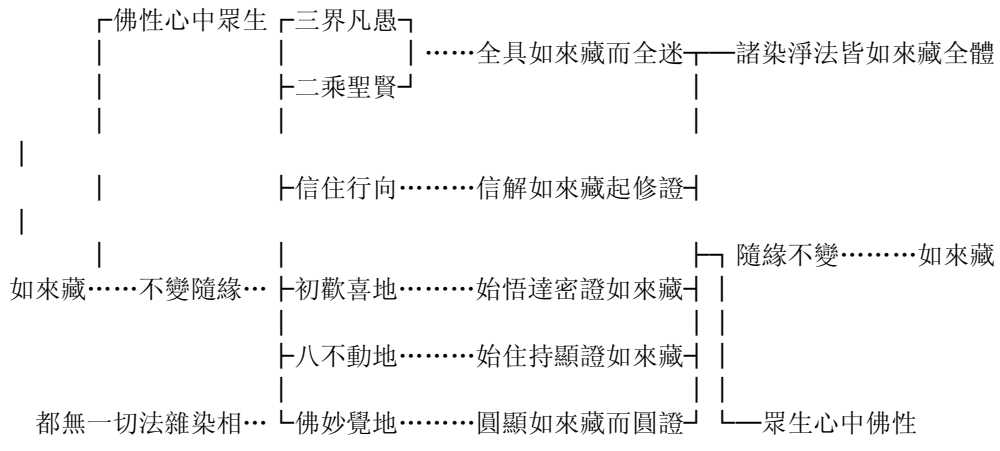 佛性心中眾生 三界凡愚
……全具如來藏而全迷 諸染淨法皆如來藏全體
二乘聖賢
信住行向………信解如來藏起修證
隨緣不變………如來藏
如來藏……不變隨緣… 初歡喜地………始悟達密證如來藏
八不動地………始住持顯證如來藏
都無一切法雜染相… 佛妙覺地………圓顯如來藏而圓證 眾生心中佛性